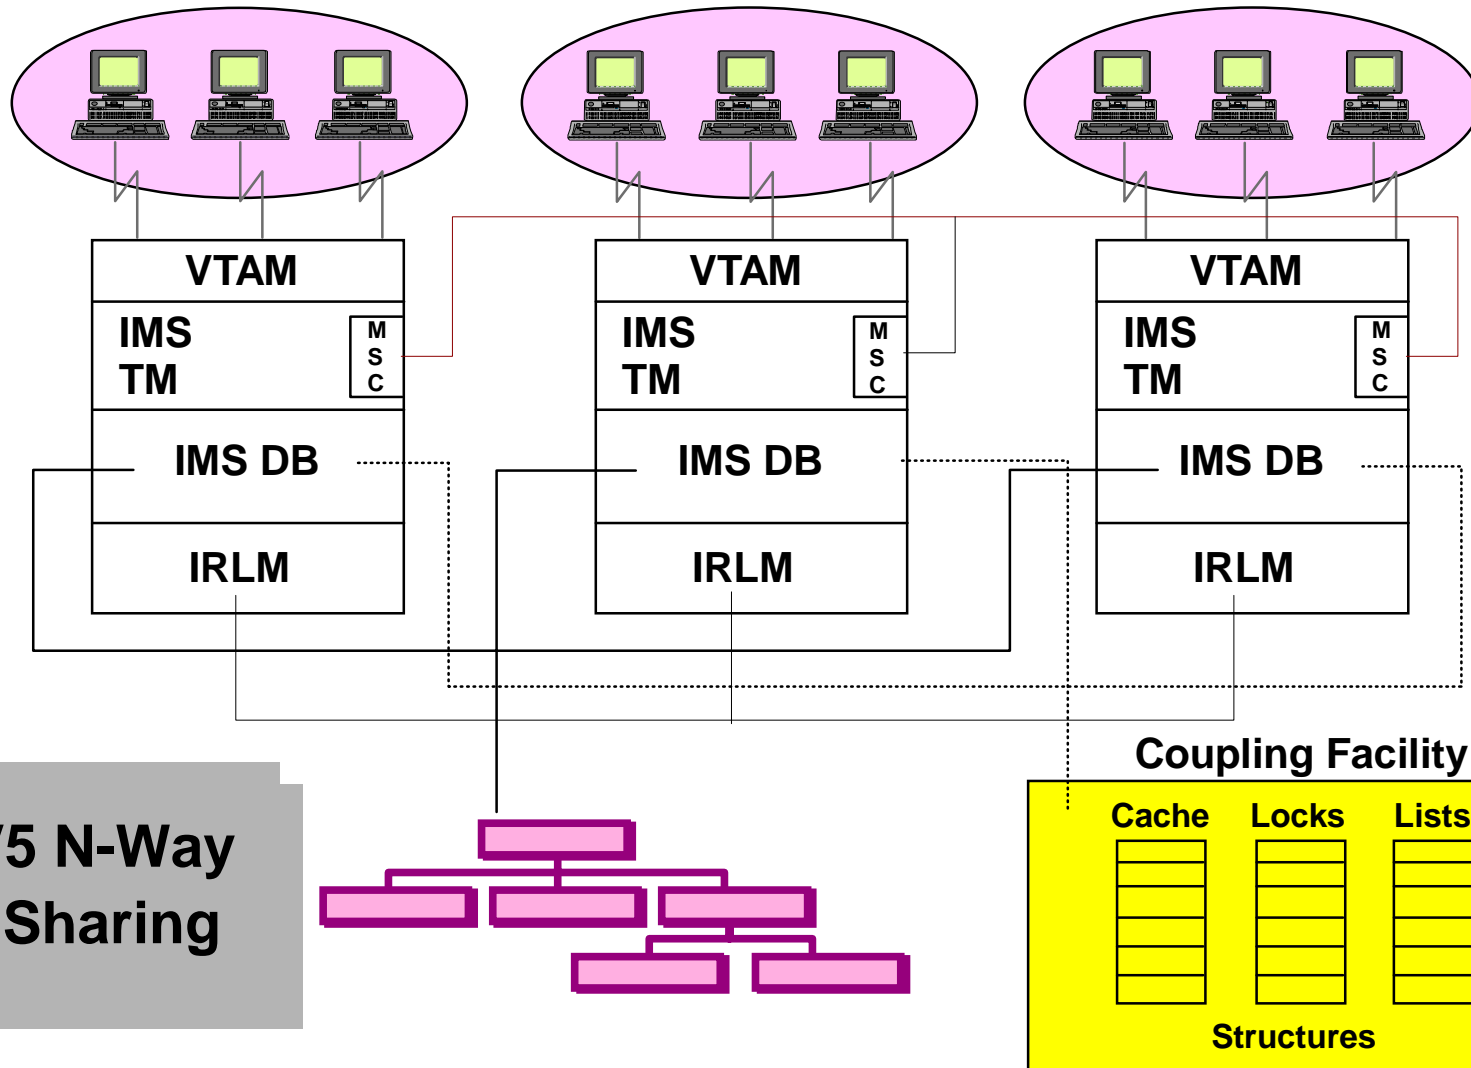 VTAM
VTAM
VTAM
IMS
TM
M
S
C
IMS
TM
M
S
C
IMS
TM
M
S
C
IMS DB
IMS DB
IMS DB
IRLM
IRLM
IRLM
Coupling Facility
Cache Locks Lists
Structures
/5 N-Way
Sharing